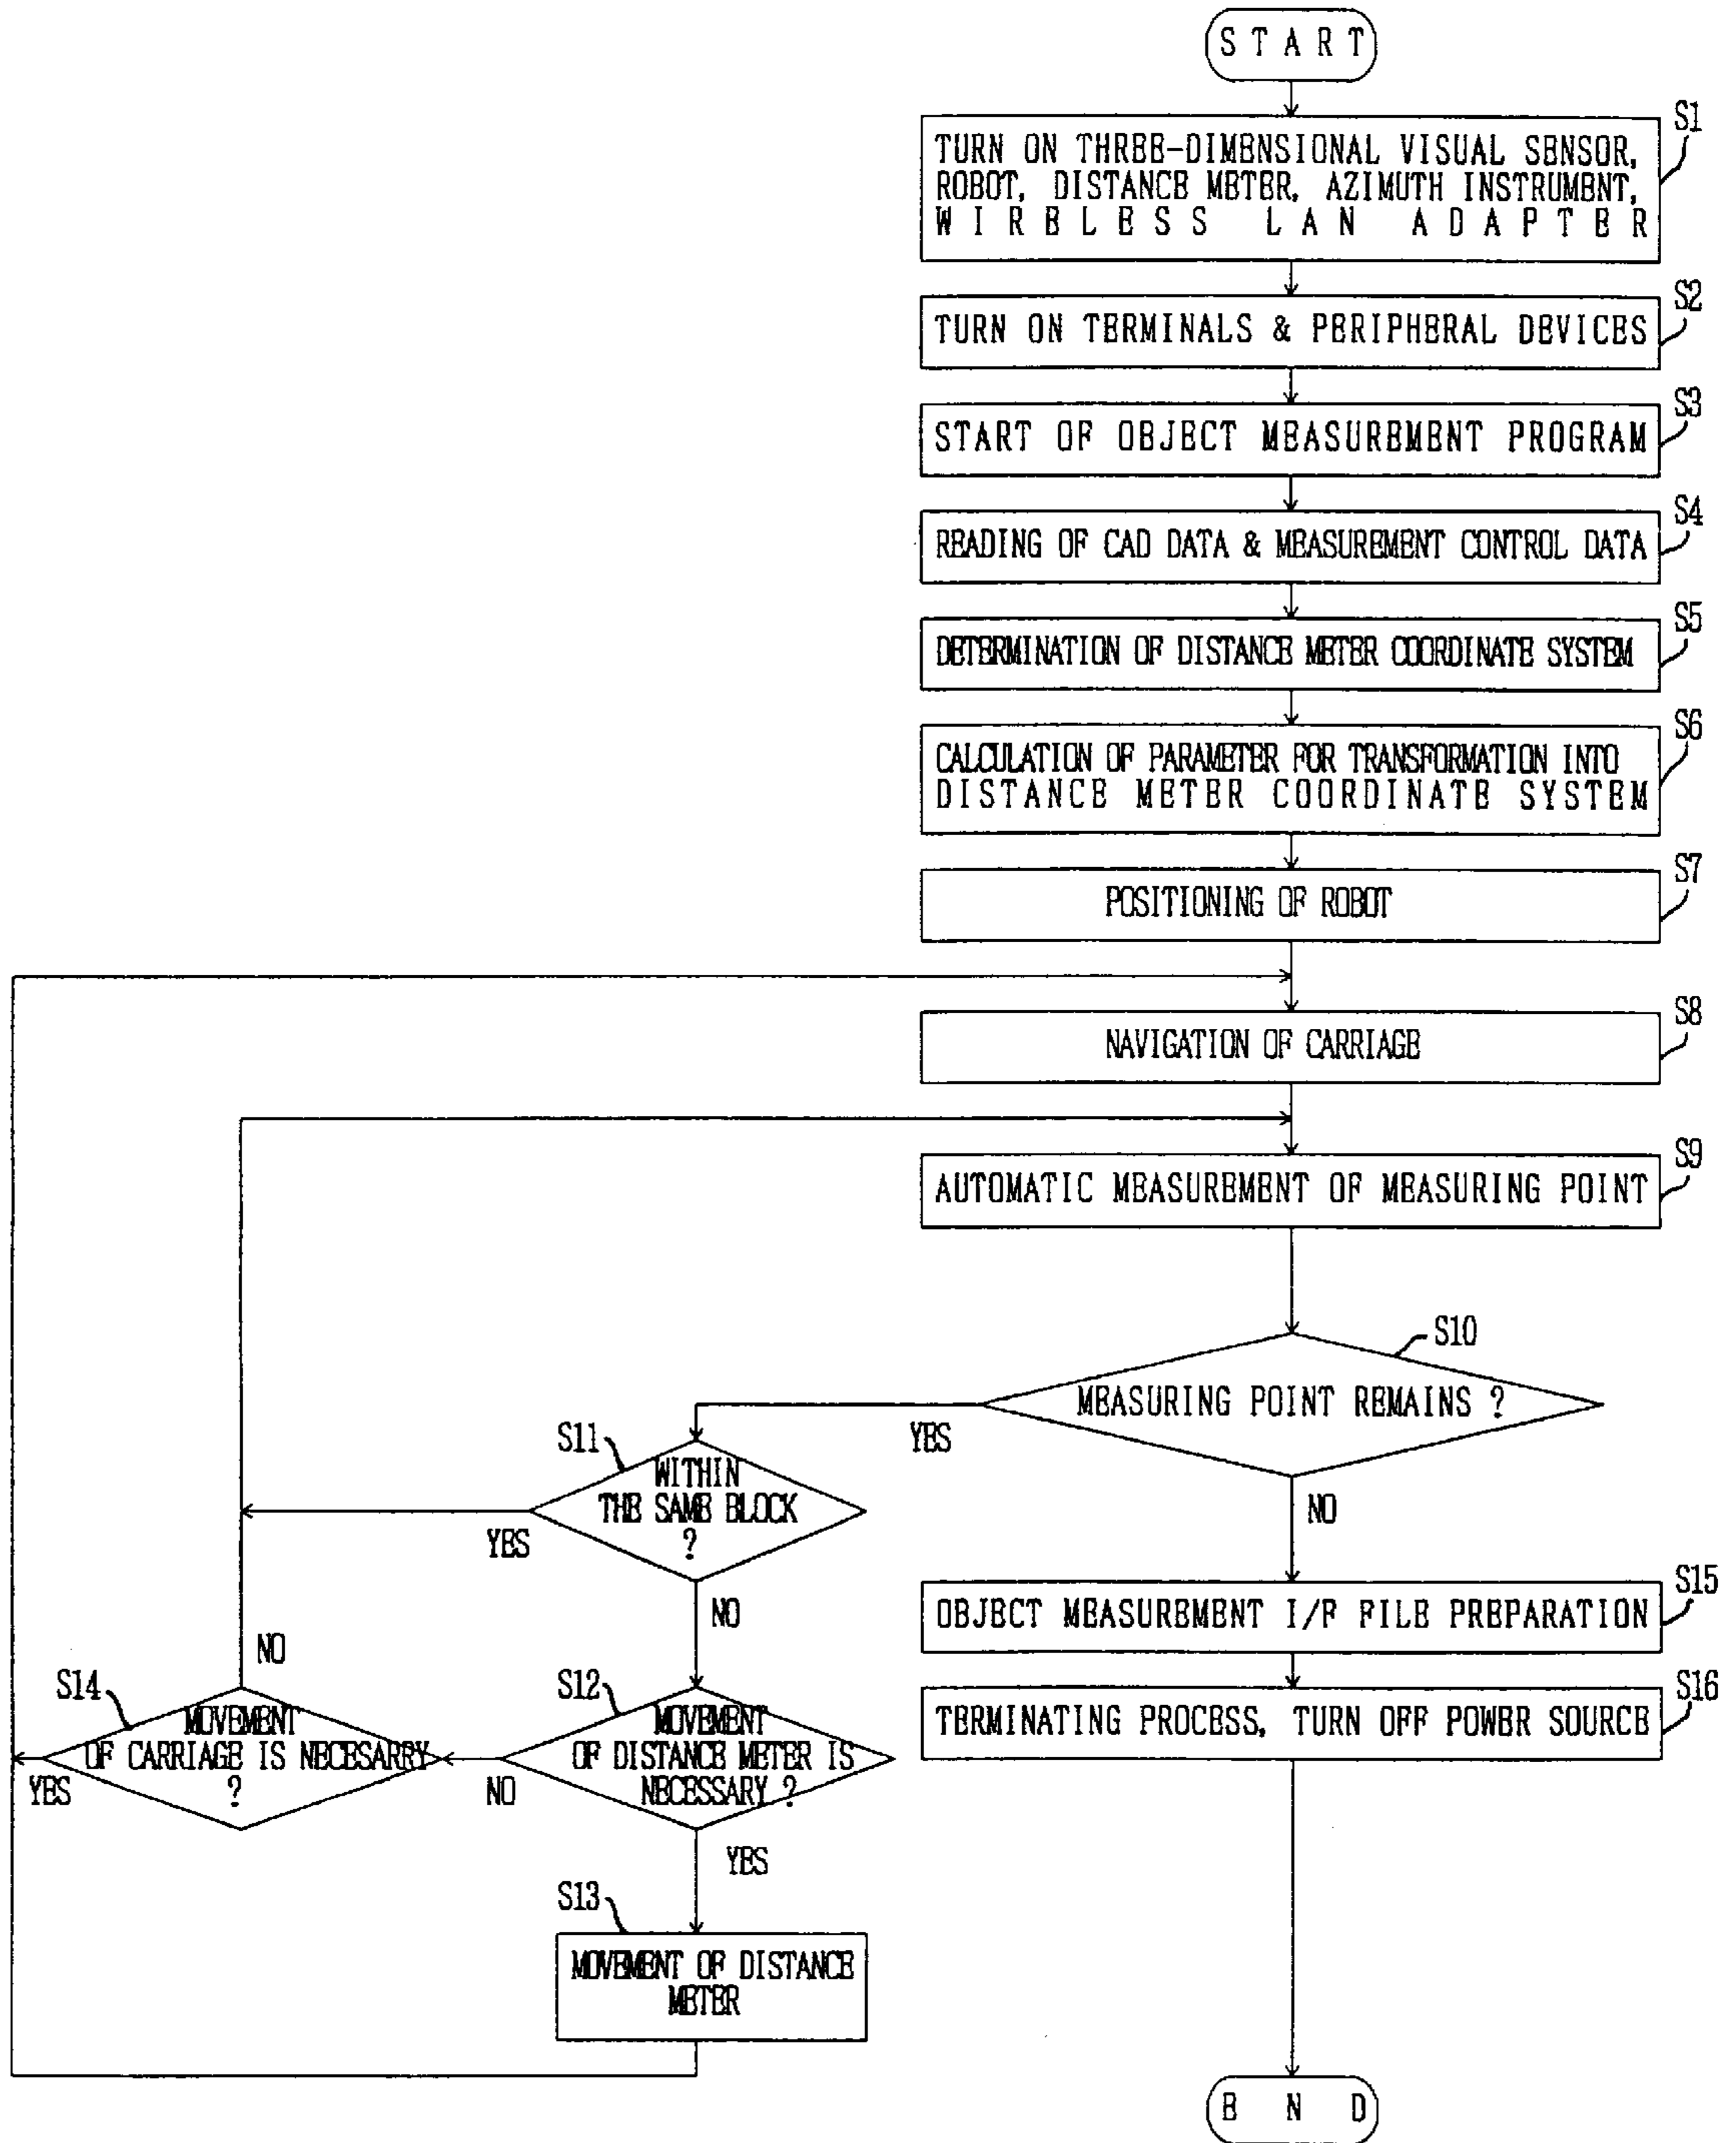 START
S1
TURN ON THREE-DIMENSIONAL VISUAL SENSOR,
ROBOT, DISTANCE METER, AZIMUTH INSTRUMENT,
WIRELESS LAN ADAPTER
S2
TURN ON TERMINALS & PERIPHERAL DEVICES
S3
START OF OBJECT MEASUREMENT PROGRAM
S4
READING OF CAD DATA & MEASUREMENT CONTROL DATA
S5
DETERMINATION OF DISTANCE METER COORDINATE SYSTEM
S6
CALCULATION OF PARAMETER FOR TRANSFORMATION INTO
DISTANCE METER COORDINATE SYSTEM
S7
POSITIONING OF ROBOT
S8
NAVIGATION OF CARRIAGE
S9
AUTOMATIC MEASUREMENT OF MEASURING POINT
S10
MEASURING POINT REMAINS ?
YES
NO
S11
WITHIN
THE SAME BLOCK
?
YES
NO
S12
MOVEMENT
OF DISTANCE METER IS
NECESSARY ?
NO
YES
S13
MOVEMENT OF DISTANCE
METER
S14
MOVEMENT
OF CARRIAGE IS NECESARRY
?
NO
YES
S15
OBJECT MEASUREMENT I/F FILE PREPARATION
S16
TERMINATING PROCESS, TURN OFF POWER SOURCE
END